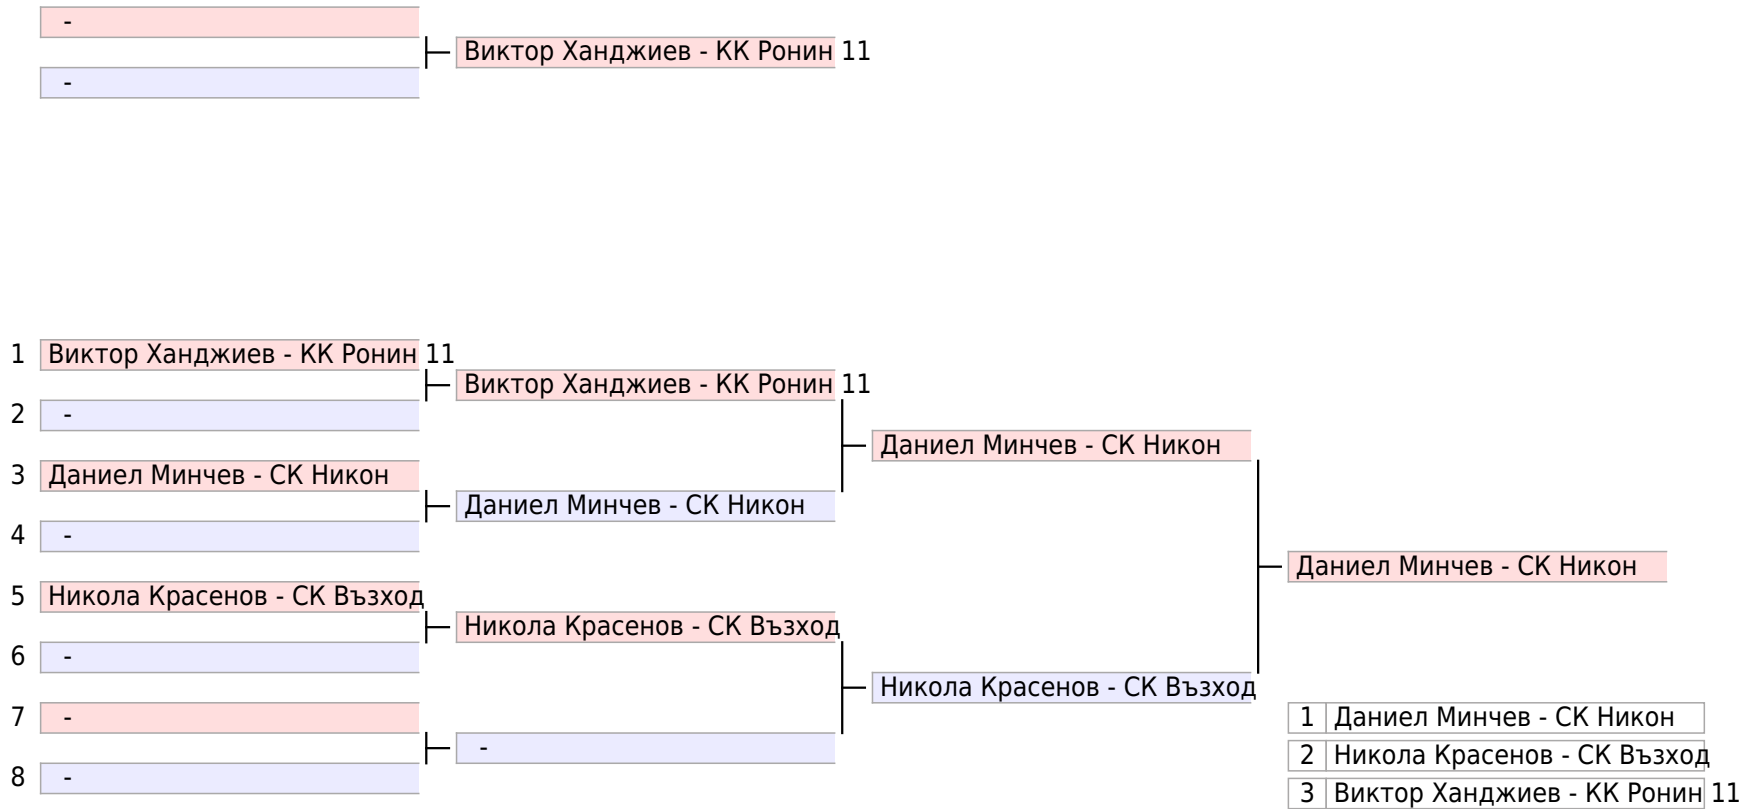 -
Виктор Ханджиев - КК Ронин 11
-
1 Виктор Ханджиев - КК Ронин 11
Виктор Ханджиев - КК Ронин 11
2 -
Даниел Минчев - СК Никон
3 Даниел Минчев - СК Никон
Даниел Минчев - СК Никон
4 -
Даниел Минчев - СК Никон
5 Никола Красенов - СК Възход
Никола Красенов - СК Възход
6 -
Никола Красенов - СК Възход
7 -
-
8 -
1 Даниел Минчев - СК Никон
2 Никола Красенов - СК Възход
3 Виктор Ханджиев - КК Ронин 11